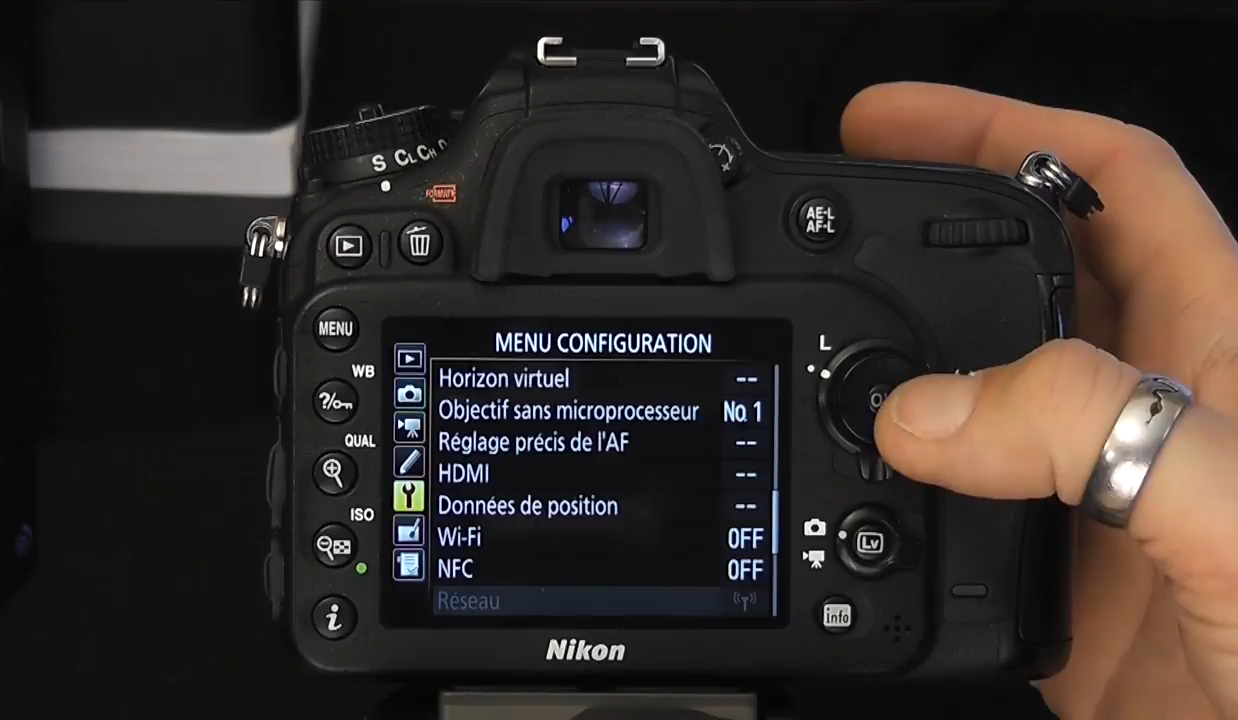 S CL CH
FORMAT
AE-L
AF-L
MENU
WB
?
QUAL
ISO
i
L
OK
Lv
info
MENU CONFIGURATION
Horizon virtuel --
Objectif sans microprocesseur No. 1
Réglage précis de l'AF --
HDMI --
Données de position --
Wi-Fi OFF
NFC OFF
Réseau
Nikon